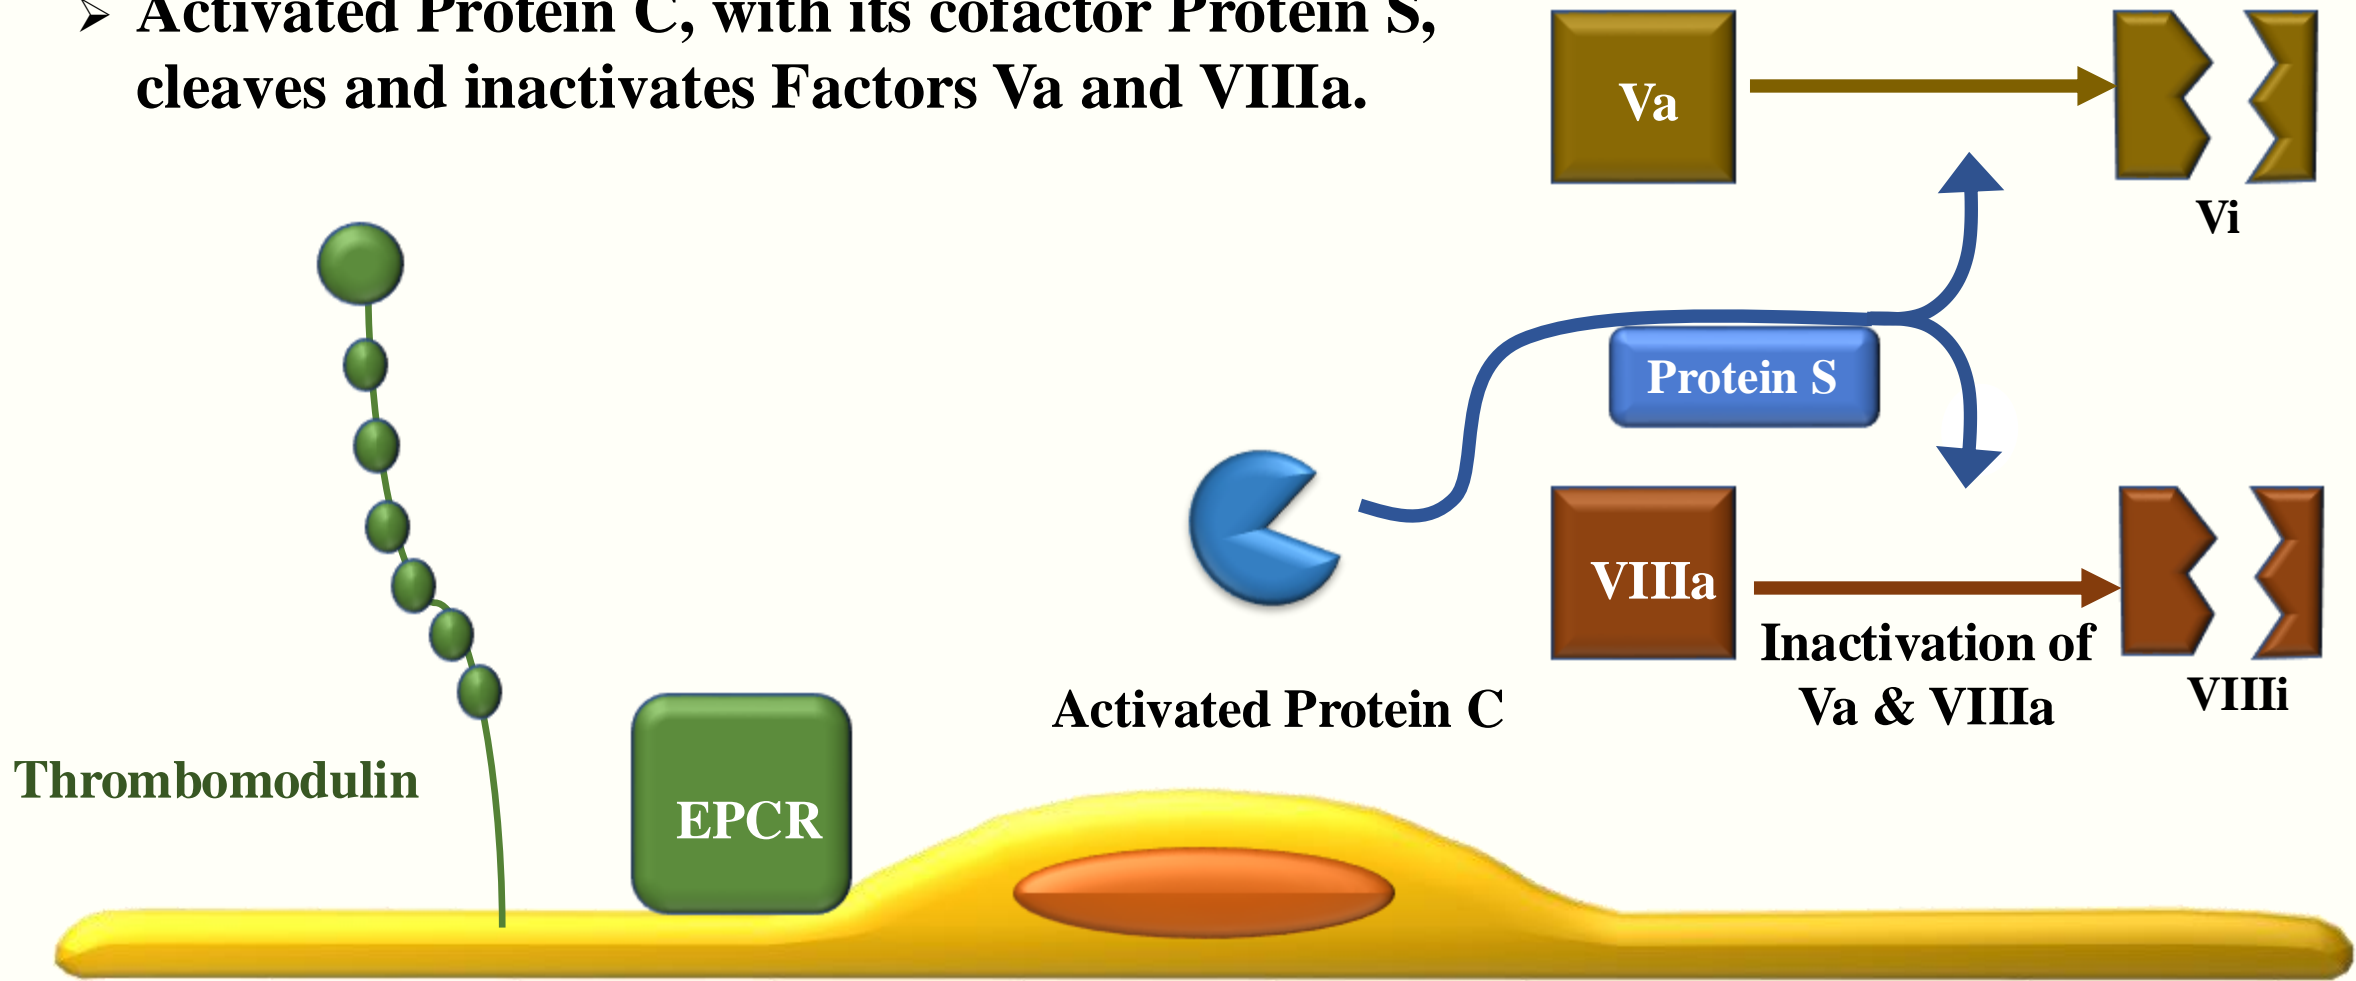 Activated Protein C, with its cofactor Protein S,
cleaves and inactivates Factors Va and VIIIa.
Va
Vi
Protein S
VIIIa
Inactivation of
Va & VIIIa
VIIIi
Activated Protein C
Thrombomodulin
EPCR